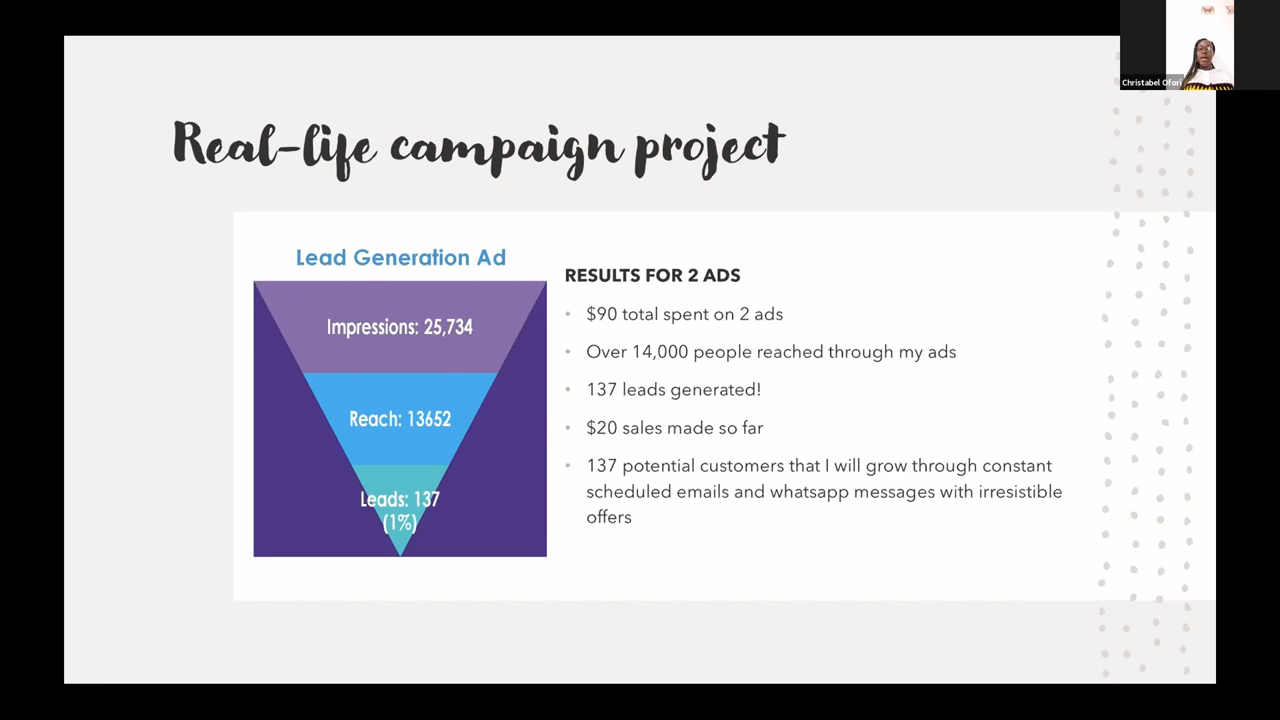 Christabel Ofori
Real-life campaign project
Lead Generation Ad
Impressions: 25,734
Reach: 13652
Leads: 137
(1%)
RESULTS FOR 2 ADS
• $90 total spent on 2 ads
• Over 14,000 people reached through my ads
• 137 leads generated!
• $20 sales made so far
• 137 potential customers that I will grow through constant
scheduled emails and whatsapp messages with irresistible
offers